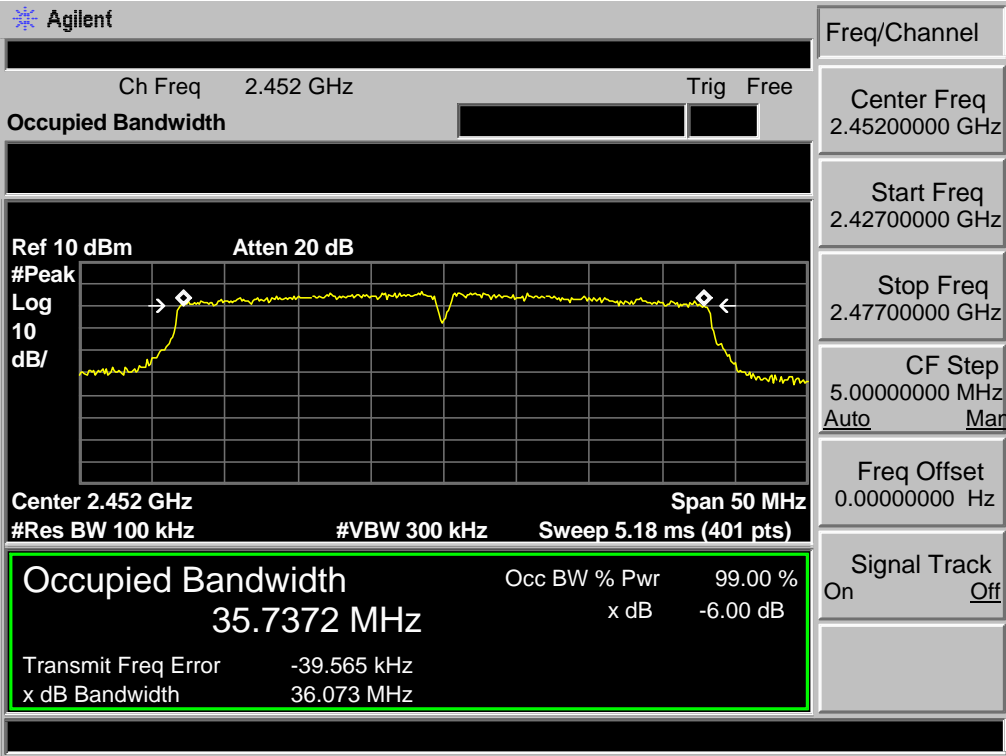 Agilent
Freq/Channel
Ch Freq 2.452 GHz Trig Free
Occupied Bandwidth
Center Freq
2.45200000 GHz
Start Freq
2.42700000 GHz
Stop Freq
2.47700000 GHz
CF Step
5.00000000 MHz
Auto Mar
Freq Offset
0.00000000 Hz
Signal Track
On Off
Ref 10 dBm Atten 20 dB
#Peak
Log
10
dB/
Center 2.452 GHz Span 50 MHz
#Res BW 100 kHz #VBW 300 kHz Sweep 5.18 ms (401 pts)
Occupied Bandwidth
35.7372 MHz
Occ BW % Pwr 99.00 %
x dB -6.00 dB
Transmit Freq Error -39.565 kHz
x dB Bandwidth 36.073 MHz